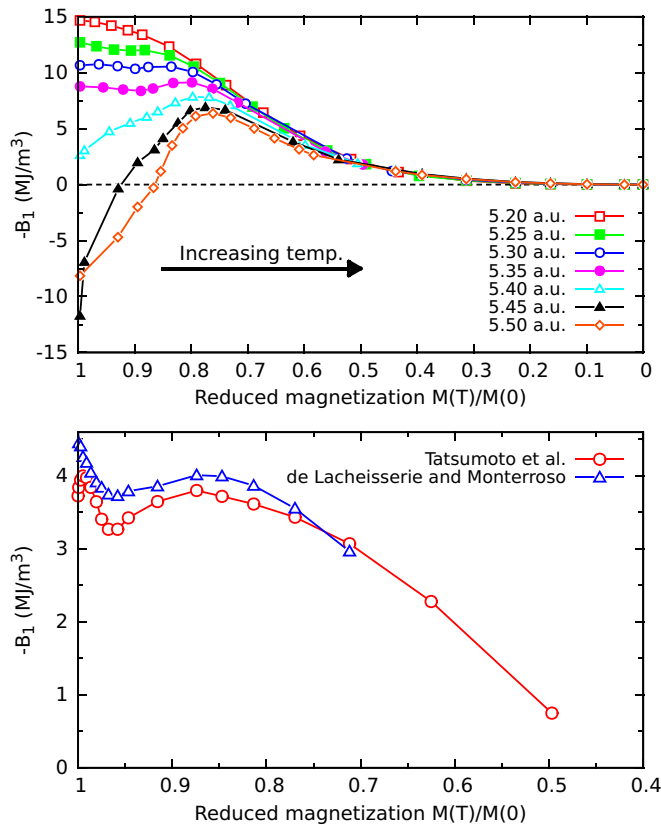 15
10
5
0
-5
-10
-15
-B1 (MJ/m3)
Increasing temp.
5.20 a.u.
5.25 a.u.
5.30 a.u.
5.35 a.u.
5.40 a.u.
5.45 a.u.
5.50 a.u.
1 0.9 0.8 0.7 0.6 0.5 0.4 0.3 0.2 0.1 0
Reduced magnetization M(T)/M(0)
4
3
2
1
0
-B1 (MJ/m3)
Tatsumoto et al.
de Lacheisserie and Monterroso
1 0.9 0.8 0.7 0.6 0.5 0.4
Reduced magnetization M(T)/M(0)